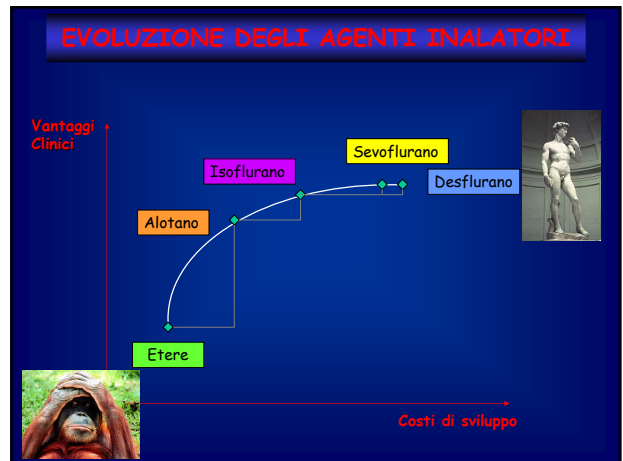 EVOLUZIONE DEGLI AGENTI INALATORI
Vantaggi
Clinici
Sevoflurano
Isoflurano
Desflurano
Alotano
Etere
Costi di sviluppo